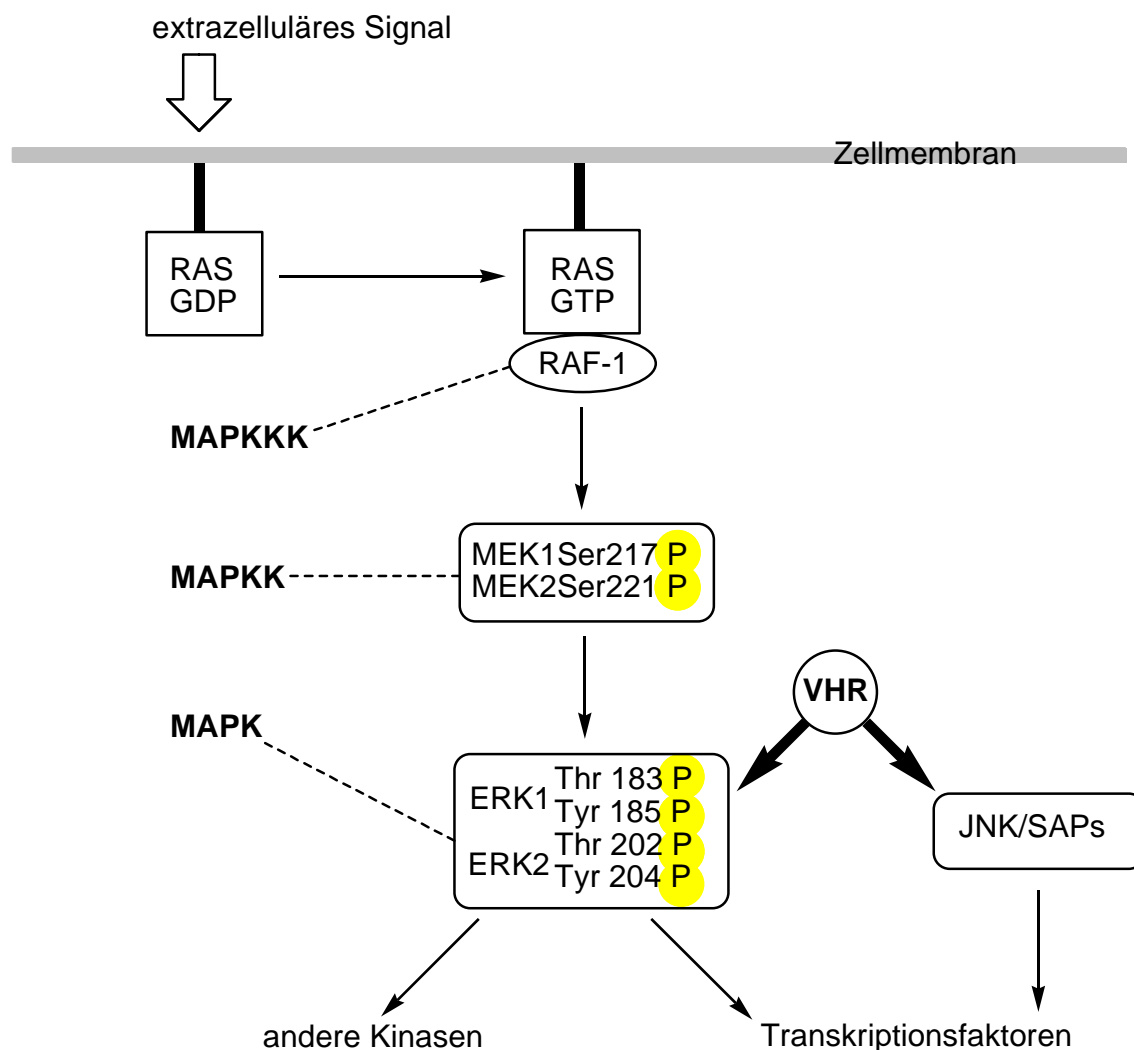 extrazelluläres Signal
Zellmembran
RAS
GDP
RAS
GTP
RAF-1
MAPKKK
MEK1Ser217 P
MEK2Ser221 P
MAPKK
VHR
MAPK
ERK1
Thr 183 P
Tyr 185 P
ERK2
Thr 202 P
Tyr 204 P
JNK/SAPs
andere Kinasen
Transkriptionsfaktoren